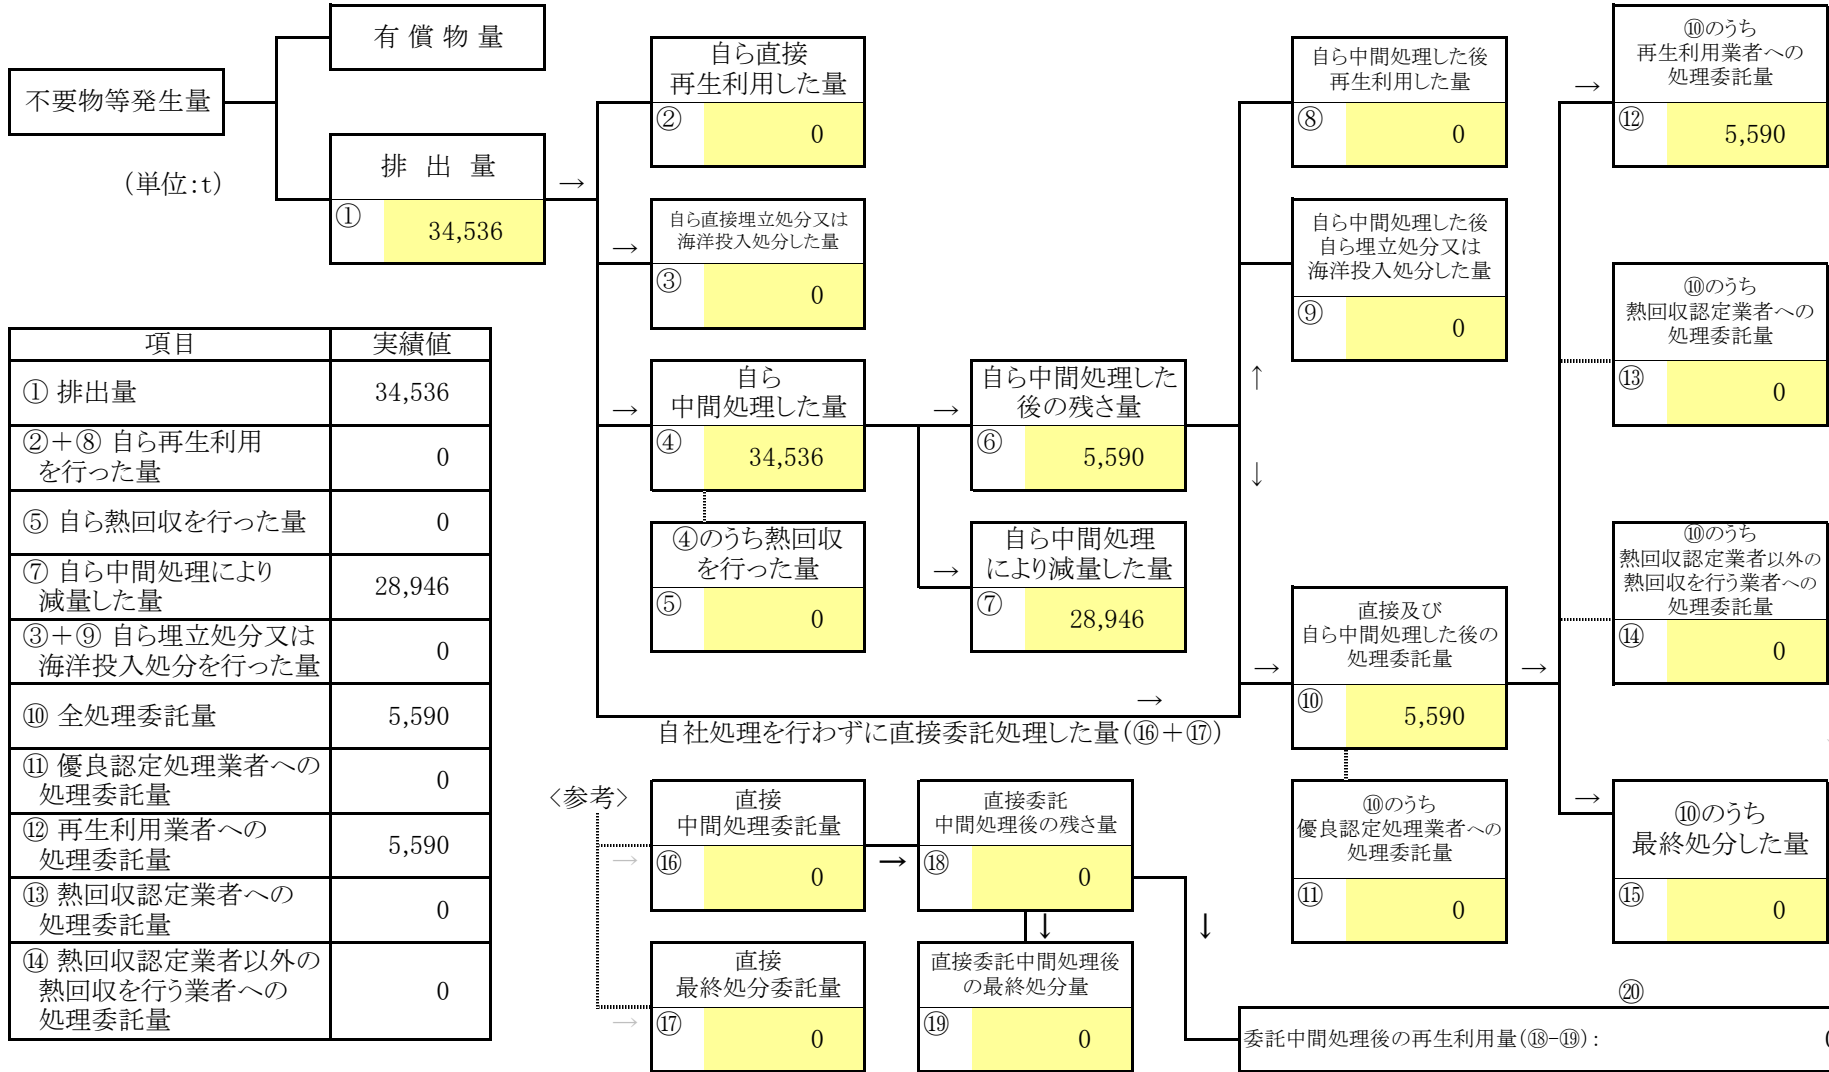 不要物等発生量
(単位:t)
有 償 物 量
排 出 量
→
①
34,536
自ら直接
再生利用した量
②
0
→
自ら直接埋立処分又は
海洋投入処分した量
③
0
→
自ら
中間処理した量
④
34,536
④のうち熱回収
を行った量
⑤
0
→
自ら中間処理した
後の残さ量
⑥
5,590
→
自ら中間処理
により減量した量
⑦
28,946
↑
↓
自ら中間処理した後
再生利用した量
⑧
0
自ら中間処理した後
自ら埋立処分又は
海洋投入処分した量
⑨
0
→
→
直接及び
自ら中間処理した後の
処理委託量
⑩
5,590
→
⑩のうち
優良認定処理業者への
処理委託量
⑪
0
→
⑩のうち
再生利用業者への
処理委託量
⑫
5,590
⑩のうち
熱回収認定業者への
処理委託量
⑬
0
⑩のうち
熱回収認定業者以外の
熱回収を行う業者への
処理委託量
⑭
0
→
⑩のうち
最終処分した量
⑮
0
自社処理を行わずに直接委託処理した量(⑯+⑰)
〈参考〉
→
直接
中間処理委託量
⑯
0
→
直接
最終処分委託量
⑰
0
→
直接委託
中間処理後の残さ量
⑱
0
↓
直接委託中間処理後
の最終処分量
⑲
0
↓
⑳
委託中間処理後の再生利用量(⑱-⑲):
項目 実績値
① 排出量 34,536
②+⑧ 自ら再生利用
を行った量 0
⑤ 自ら熱回収を行った量 0
⑦ 自ら中間処理により
減量した量 28,946
③+⑨ 自ら埋立処分又は
海洋投入処分を行った量 0
⑩ 全処理委託量 5,590
⑪ 優良認定処理業者への
処理委託量 0
⑫ 再生利用業者への
処理委託量 5,590
⑬ 熱回収認定業者への
処理委託量 0
⑭ 熱回収認定業者以外の
熱回収を行う業者への
処理委託量 0